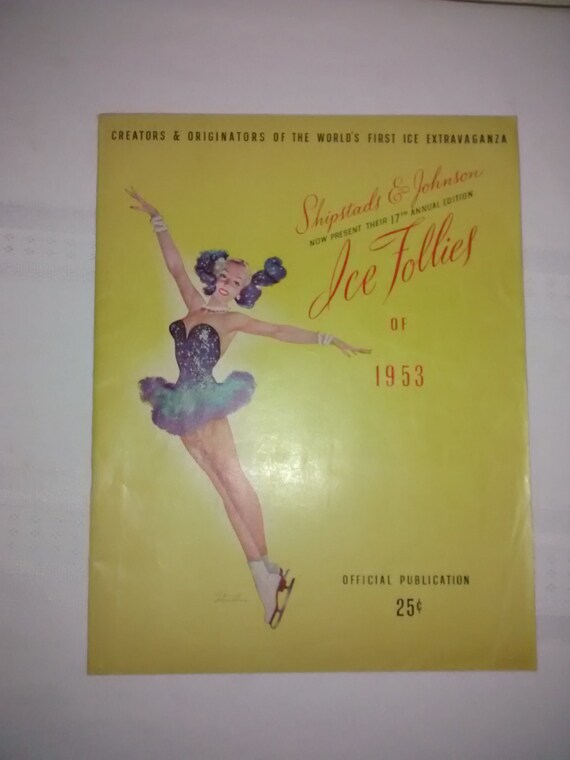 CREATORS & ORIGINATORS OF THE WORLD'S FIRST ICE EXTRAVAGANZA
Shipstads & Johnson
NOW PRESENT THEIR 17TH ANNUAL EDITION
Ice Follies
OF
1953
OFFICIAL PUBLICATION
25¢